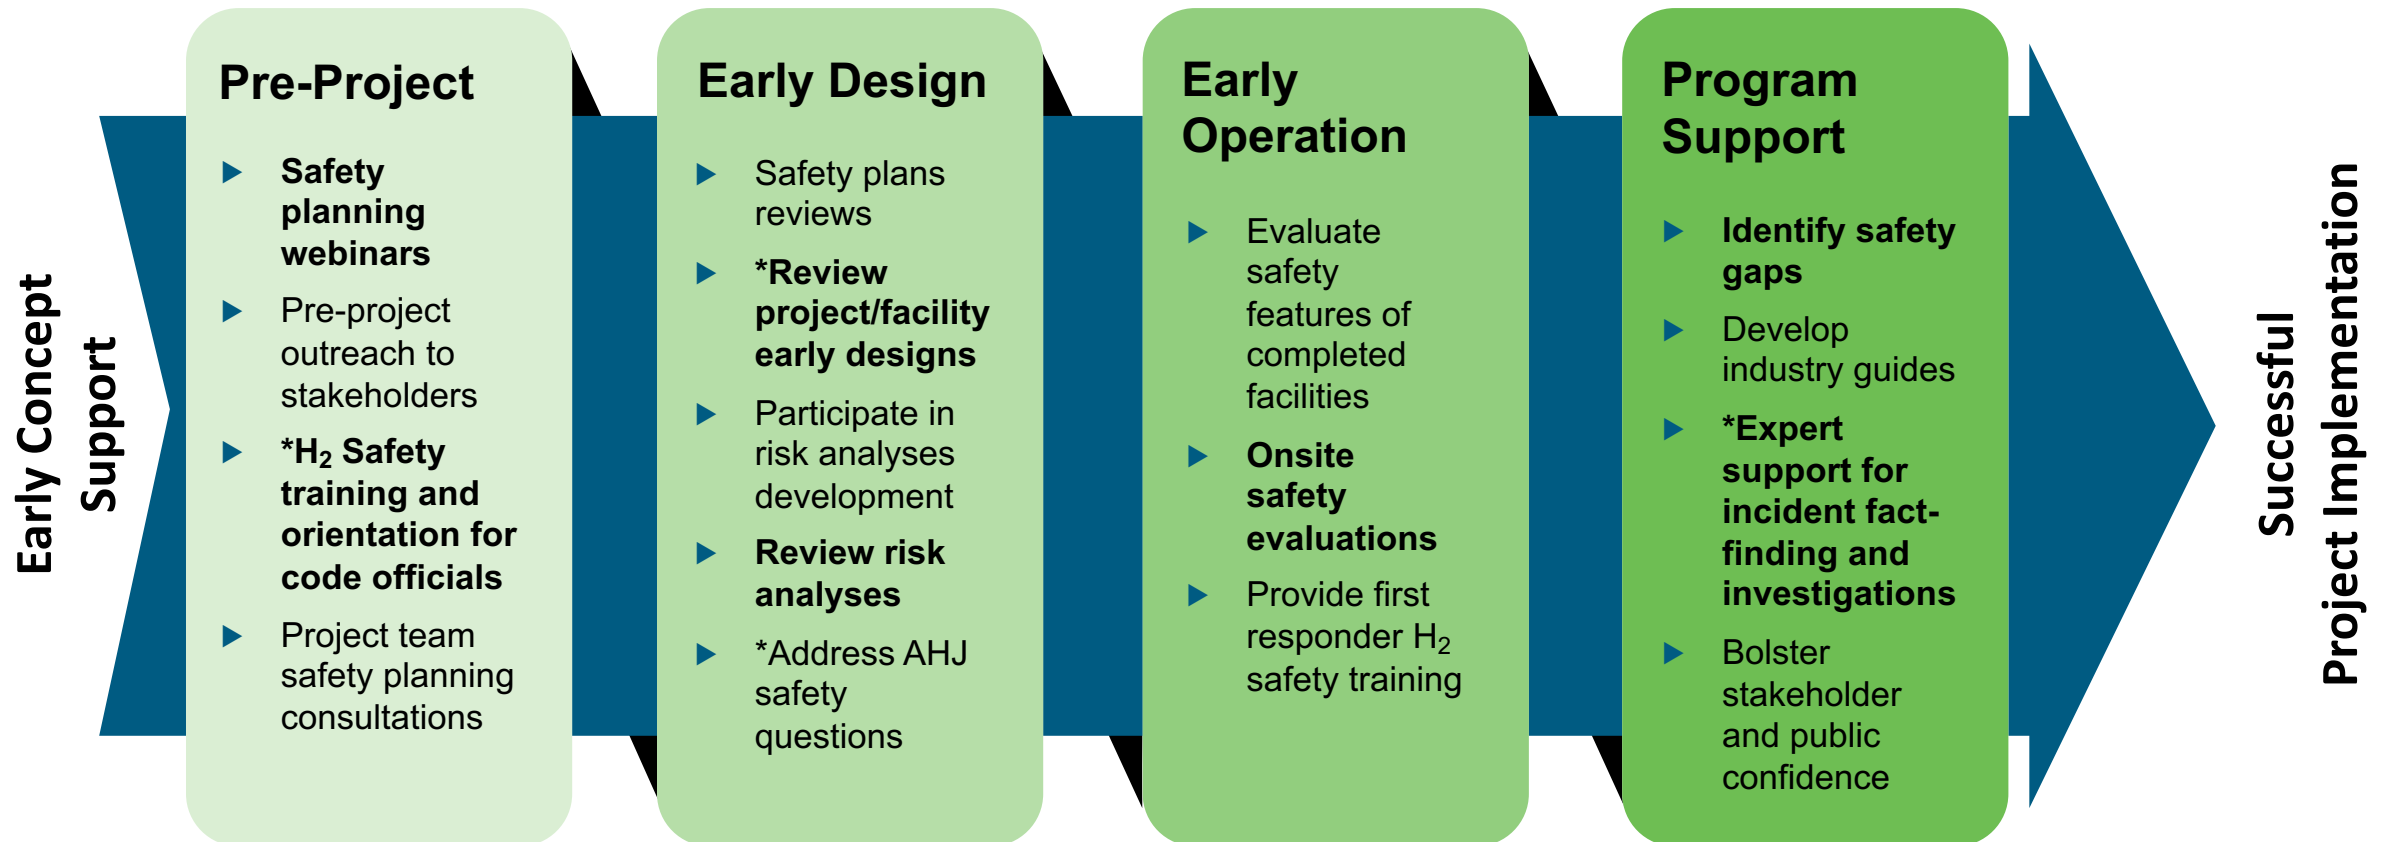 Early Concept
Support
Pre-Project
Safety
planning
webinars
Pre-project
outreach to
stakeholders
*H₂ Safety
training and
orientation for
code officials
Project team
safety planning
consultations
Early Design
Safety plans
reviews
*Review
project/facility
early designs
Participate in
risk analyses
development
Review risk
analyses
*Address AHJ
safety
questions
Early
Operation
Evaluate
safety
features of
completed
facilities
Onsite
safety
evaluations
Provide first
responder H₂
safety training
Program
Support
Identify safety
gaps
Develop
industry guides
*Expert
support for
incident fact-
finding and
investigations
Bolster
stakeholder
and public
confidence
Successful
Project Implementation